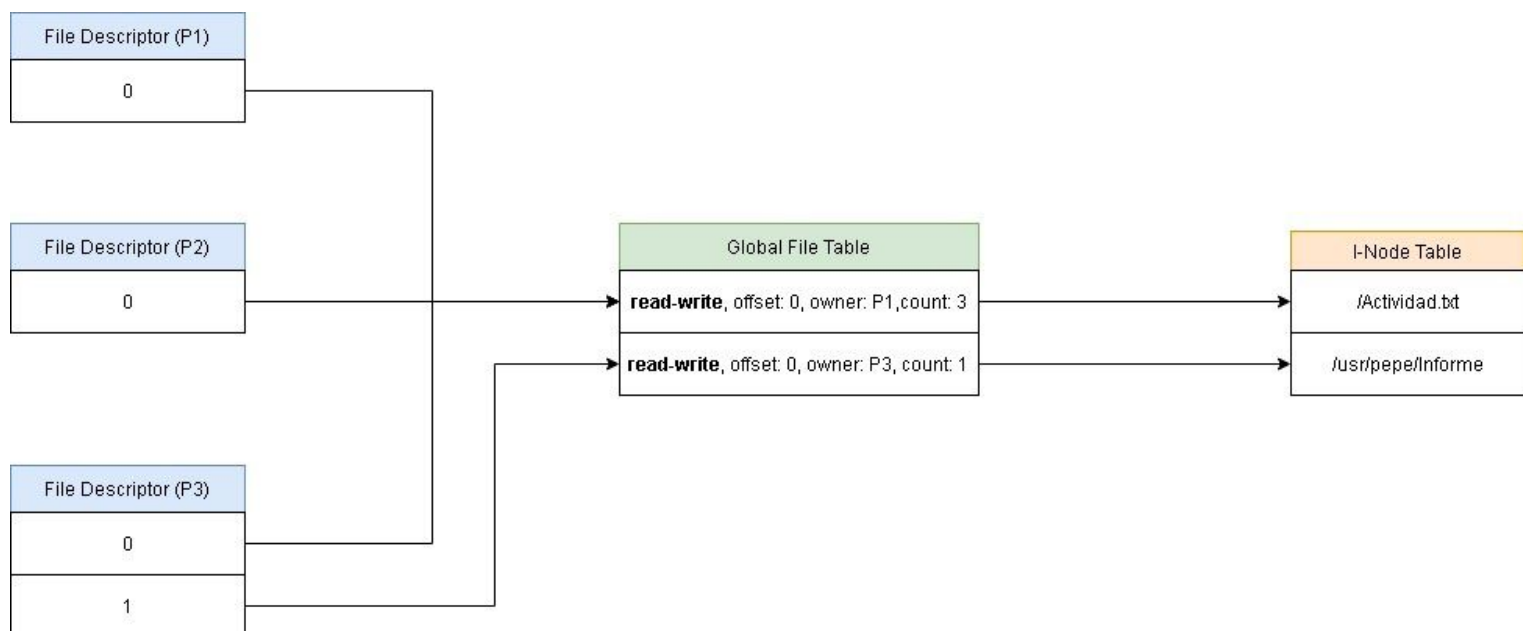 File Descriptor (P1)
0
File Descriptor (P2)
0
File Descriptor (P3)
0
1
Global File Table
read-write, offset: 0, owner: P1,count: 3
read-write, offset: 0, owner: P3, count: 1
I-Node Table
/Actividad.txt
/usr/pepe/Informe